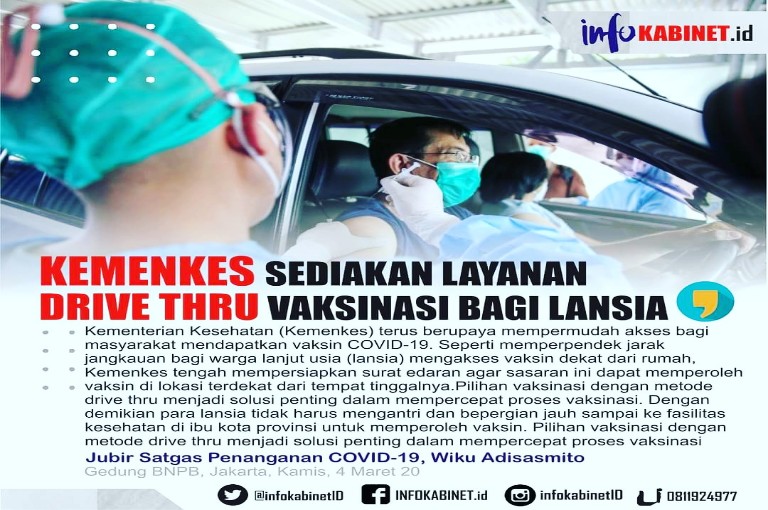 infoKABINET.id
KEMENKES SEDIAKAN LAYANAN
DRIVE THRU VAKSINASI BAGI LANSIA
Kementerian Kesehatan (Kemenkes) terus berupaya mempermudah akses bagi
masyarakat mendapatkan vaksin COVID-19. Seperti memperpendek jarak
jangkauan bagi warga lanjut usia (lansia) mengakses vaksin dekat dari rumah,
Kemenkes tengah mempersiapkan surat edaran agar sasaran ini dapat memperoleh
vaksin di lokasi terdekat dari tempat tinggalnya.Pilihan vaksinasi dengan metode
drive thru menjadi solusi penting dalam mempercepat proses vaksinasi. Dengan
demikian para lansia tidak harus mengantri dan bepergian jauh sampai ke fasilitas
kesehatan di ibu kota provinsi untuk memperoleh vaksin. Pilihan vaksinasi dengan
metode drive thru menjadi solusi penting dalam mempercepat proses vaksinasi
Jubir Satgas Penanganan COVID-19, Wiku Adisasmito
Gedung BNPB, Jakarta, Kamis, 4 Maret 20
@infokabinetID INFOKABINET.id infokabinetID 0811924977